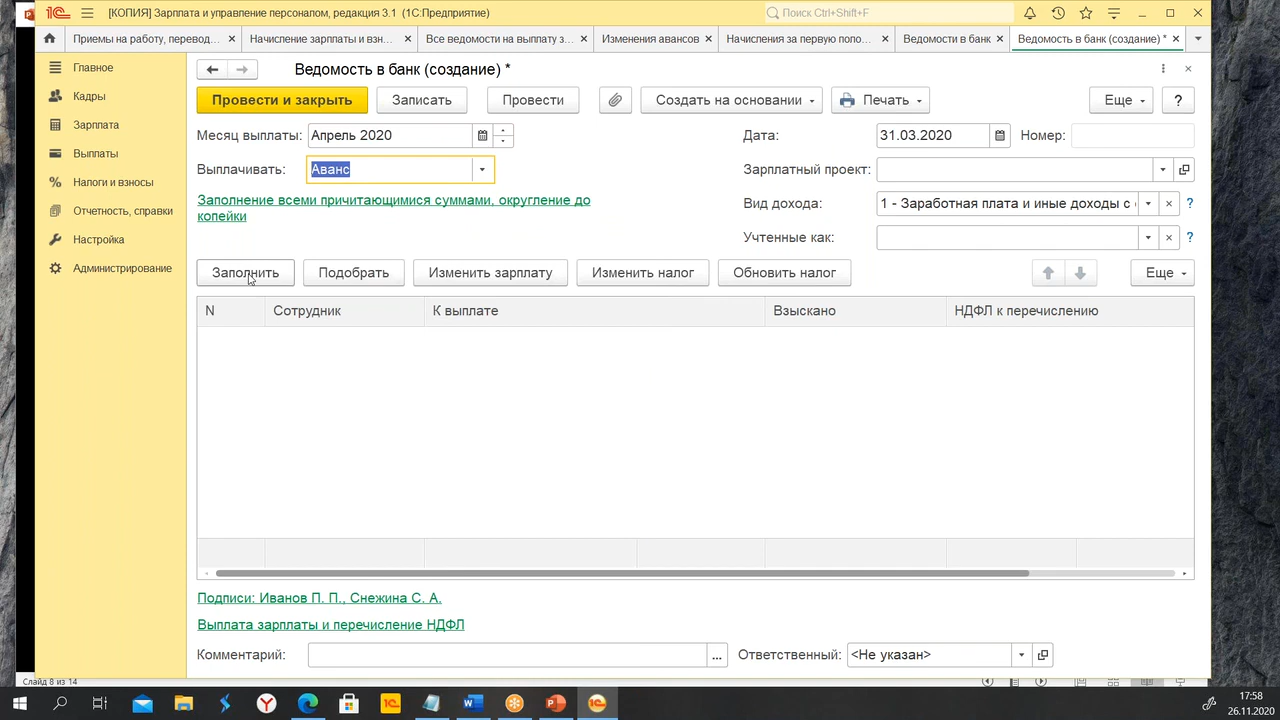 [КОПИЯ] Зарплата и управление персоналом, редакция 3.1 (1С:Предприятие)
Поиск Ctrl+Shift+F
Приемы на работу, перевод...
Начисление зарплаты и взн...
Все ведомости на выплату з...
Изменения авансов
Начисления за первую поло...
Ведомости в банк
Ведомость в банк (создание) *
Главное
Кадры
Зарплата
Выплаты
Налоги и взносы
Отчетность, справки
Настройка
Администрирование
Ведомость в банк (создание) *
Провести и закрыть
Записать
Провести
Создать на основании
Печать
Еще
?
Месяц выплаты:
Апрель 2020
Дата:
31.03.2020
Номер:
Выплачивать:
Аванс
Зарплатный проект:
Заполнение всеми причитающимися суммами, округление до
копейки
Вид дохода:
1 - Заработная плата и иные доходы с
?
Учтенные как:
?
Заполнить
Подобрать
Изменить зарплату
Изменить налог
Обновить налог
Еще
N
Сотрудник
К выплате
Взыскано
НДФЛ к перечислению
Подписи: Иванов П. П., Снежина С. А.
Выплата зарплаты и перечисление НДФЛ
Комментарий:
...
Ответственный:
<Не указан>
Слайд 8 из 14
17:58
26.11.2020